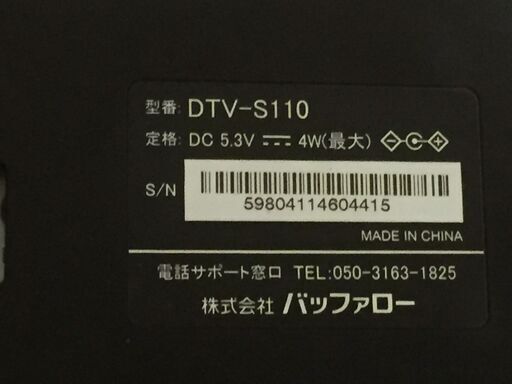 型番: DTV-S110
定格: DC 5.3V ⎓ 4W(最大)
S/N
59804114604415
MADE IN CHINA
電話サポート窓口 TEL:050-3163-1825
株式会社 バッファロー